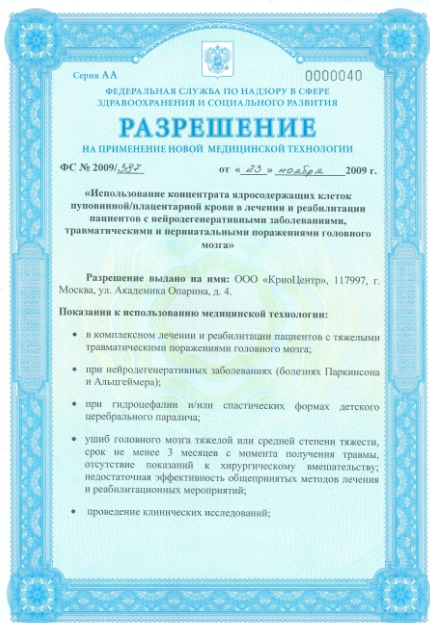 Серия АА 0000040
ФЕДЕРАЛЬНАЯ СЛУЖБА ПО НАДЗОРУ В СФЕРЕ
ЗДРАВООХРАНЕНИЯ И СОЦИАЛЬНОГО РАЗВИТИЯ
РАЗРЕШЕНИЕ
НА ПРИМЕНЕНИЕ НОВОЙ МЕДИЦИНСКОЙ ТЕХНОЛОГИИ
ФС № 2009/387 от « 23 » ноября 2009 г.
«Использование концентрата ядросодержащих клеток
пуповинной/плацентарной крови в лечении и реабилитации
пациентов с нейродегенеративными заболеваниями,
травматическими и перинатальными поражениями головного
мозга»
Разрешение выдано на имя: ООО «КриоЦентр», 117997, г.
Москва, ул. Академика Опарина, д. 4.
Показания к использованию медицинской технологии:
• в комплексном лечении и реабилитации пациентов с тяжелыми
травматическими поражениями головного мозга;
• при нейродегенеративных заболеваниях (болезнях Паркинсона
и Альцгеймера);
• при гидроцефалии и/или спастических формах детского
церебрального паралича;
• ушиб головного мозга тяжелой или средней степени тяжести,
срок не менее 3 месяцев с момента получения травмы,
отсутствие показаний к хирургическому вмешательству;
недостаточная эффективность общепринятых методов лечения
и реабилитационных мероприятий;
• проведение клинических исследований;